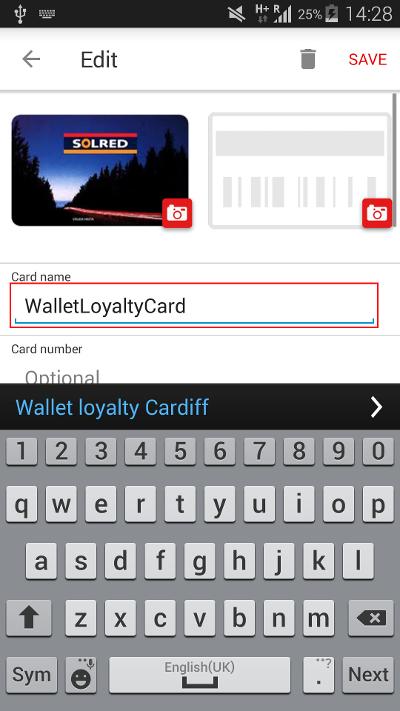 H+ R 25% 14:28
Edit SAVE
SOLRED
Card name
WalletLoyaltyCard
Card number
Optional
Wallet loyalty Cardiff
1 2 3 4 5 6 7 8 9 0
q w e r t y u i o p
a s d f g h j k l
z x c v b n m
Sym English(UK) . ? Next